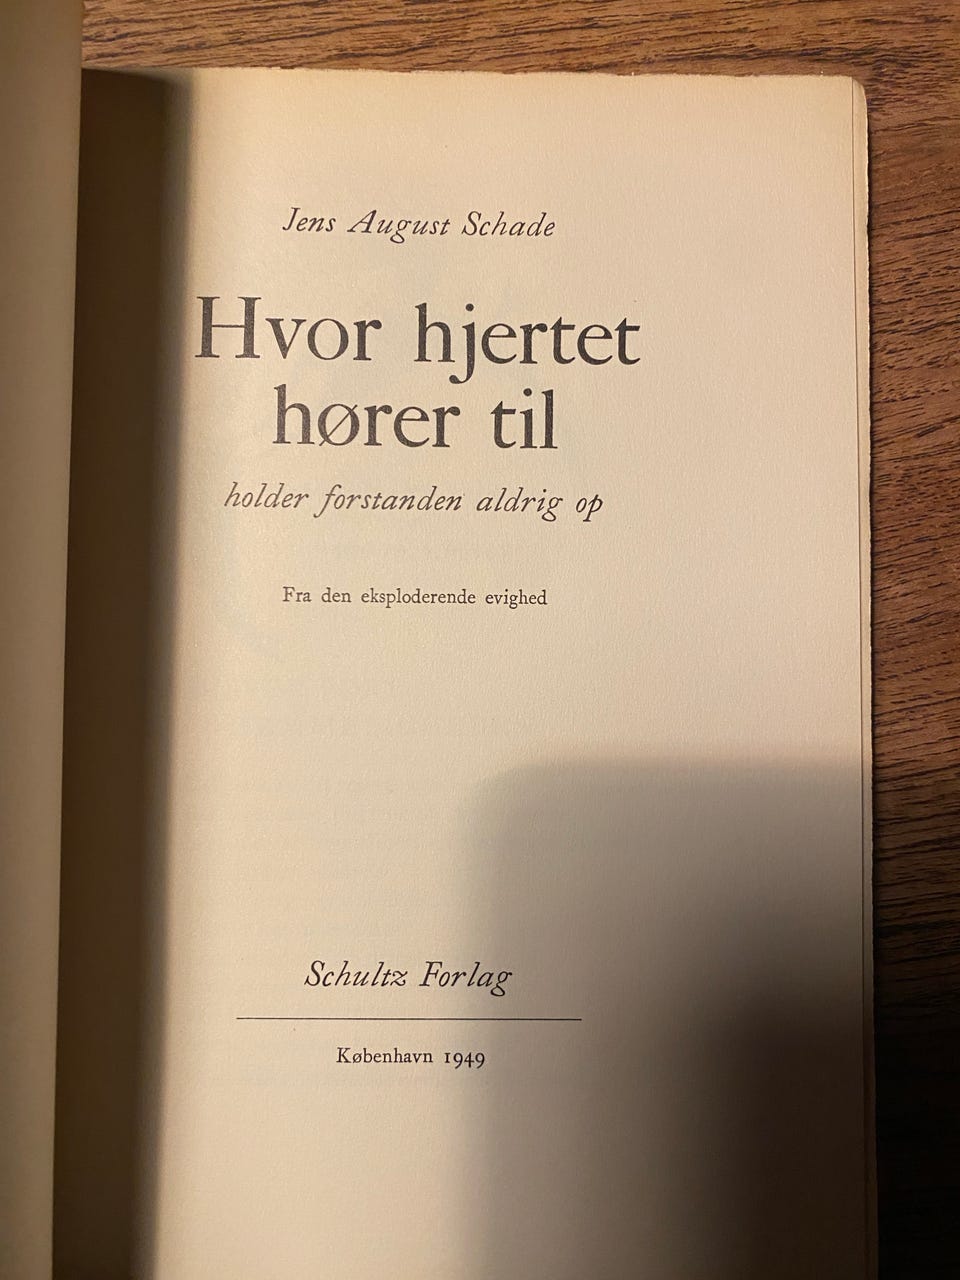 Jens August Schade
Hvor hjertet
hører til
holder forstanden aldrig op
Fra den eksploderende evighed
Schultz Forlag
København 1949